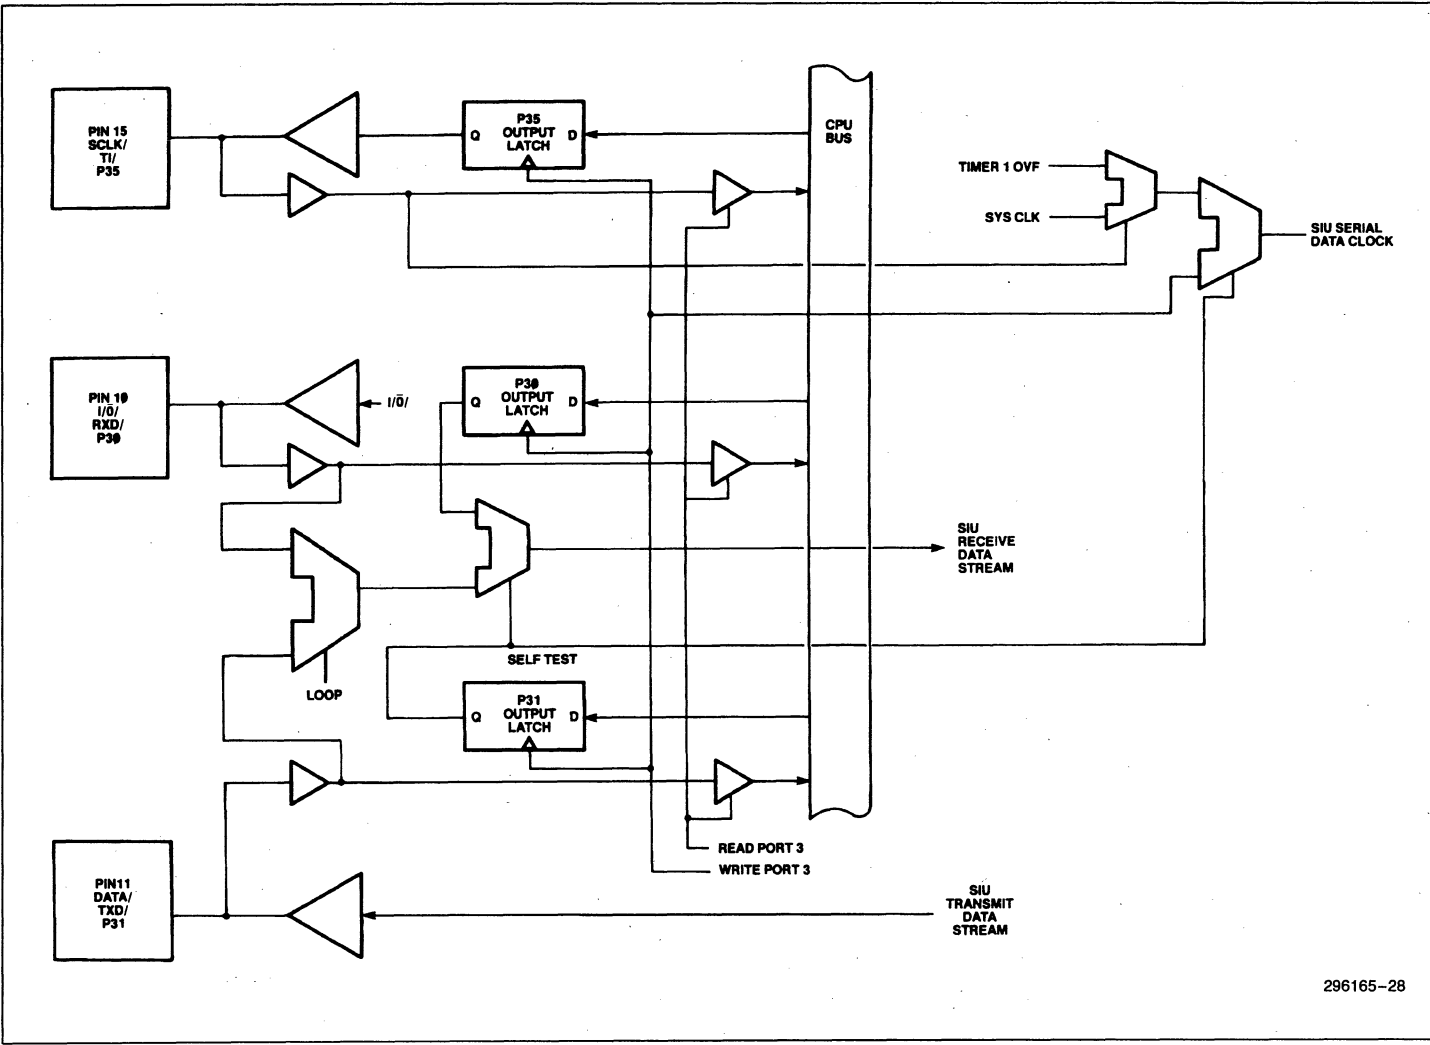 PIN 15
SCLK/
TI/
P35
Q
P35
OUTPUT
LATCH
D
CPU
BUS
TIMER 1 OVF
SYS CLK
SIU SERIAL
DATA CLOCK
PIN 10
I/O̅/
RXD/
P30
I/O̅/
Q
P30
OUTPUT
LATCH
D
SIU
RECEIVE
DATA
STREAM
SELF TEST
LOOP
Q
P31
OUTPUT
LATCH
D
READ PORT 3
WRITE PORT 3
PIN11
DATA/
TXD/
P31
SIU
TRANSMIT
DATA
STREAM
296165-28